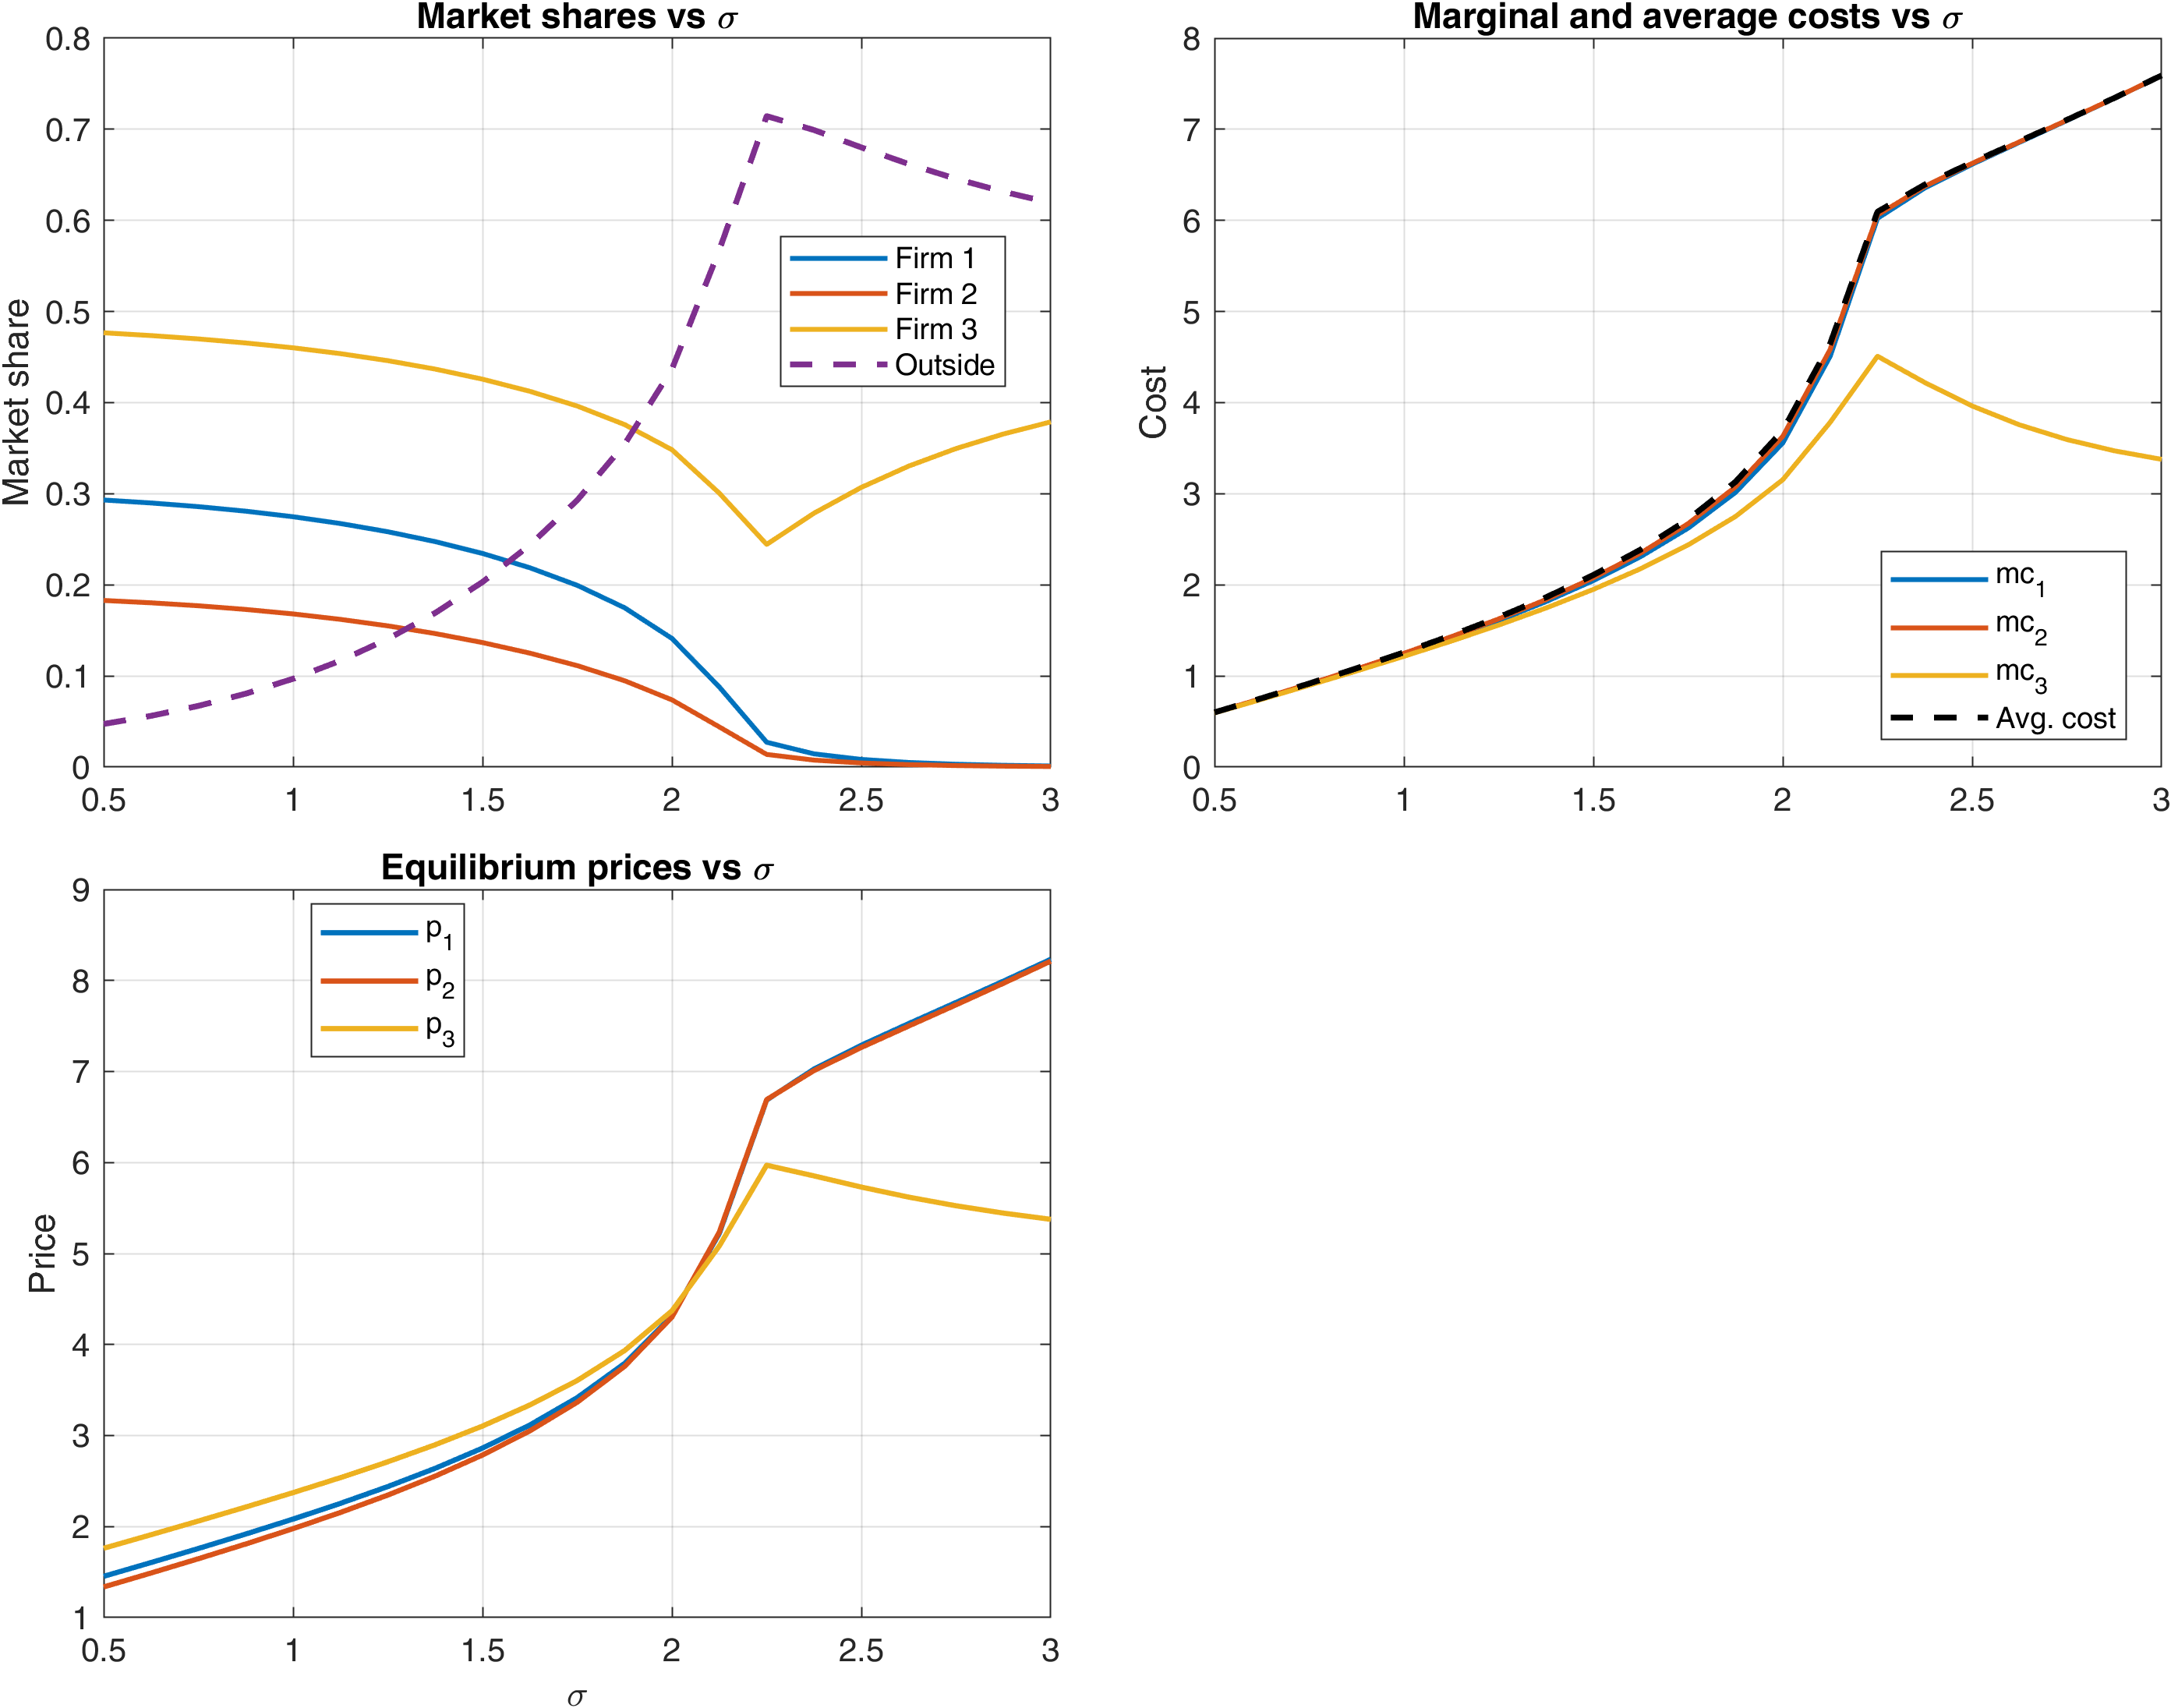 Market shares vs σ
Market share
0.8
0.7
0.6
0.5
0.4
0.3
0.2
0.1
0
0.5 1 1.5 2 2.5 3
Firm 1
Firm 2
Firm 3
Outside
Marginal and average costs vs σ
Cost
8
7
6
5
4
3
2
1
0
0.5 1 1.5 2 2.5 3
mc1
mc2
mc3
Avg. cost
Equilibrium prices vs σ
Price
9
8
7
6
5
4
3
2
1
0.5 1 1.5 2 2.5 3
p1
p2
p3
σ